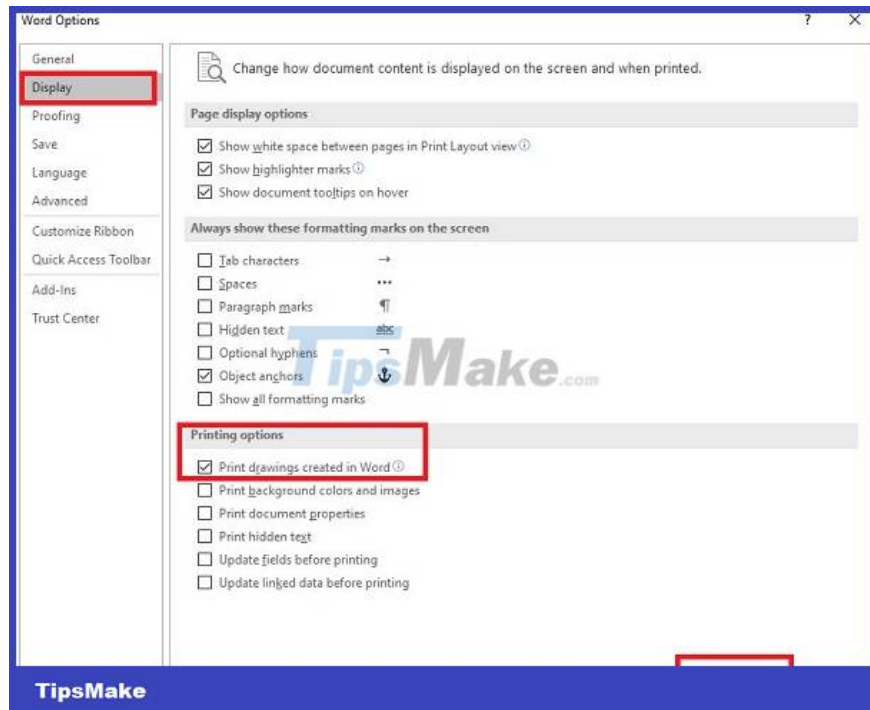 Word Options ? ×
General
Display
Proofing
Save
Language
Advanced
Customize Ribbon
Quick Access Toolbar
Add-Ins
Trust Center
Change how document content is displayed on the screen and when printed.
Page display options
Show white space between pages in Print Layout view
Show highlighter marks
Show document tooltips on hover
Always show these formatting marks on the screen
Tab characters →
Spaces •••
Paragraph marks ¶
Hidden text abc
Optional hyphens ¬
Object anchors
Show all formatting marks
TipsMake.com
Printing options
Print drawings created in Word
Print background colors and images
Print document properties
Print hidden text
Update fields before printing
Update linked data before printing
TipsMake